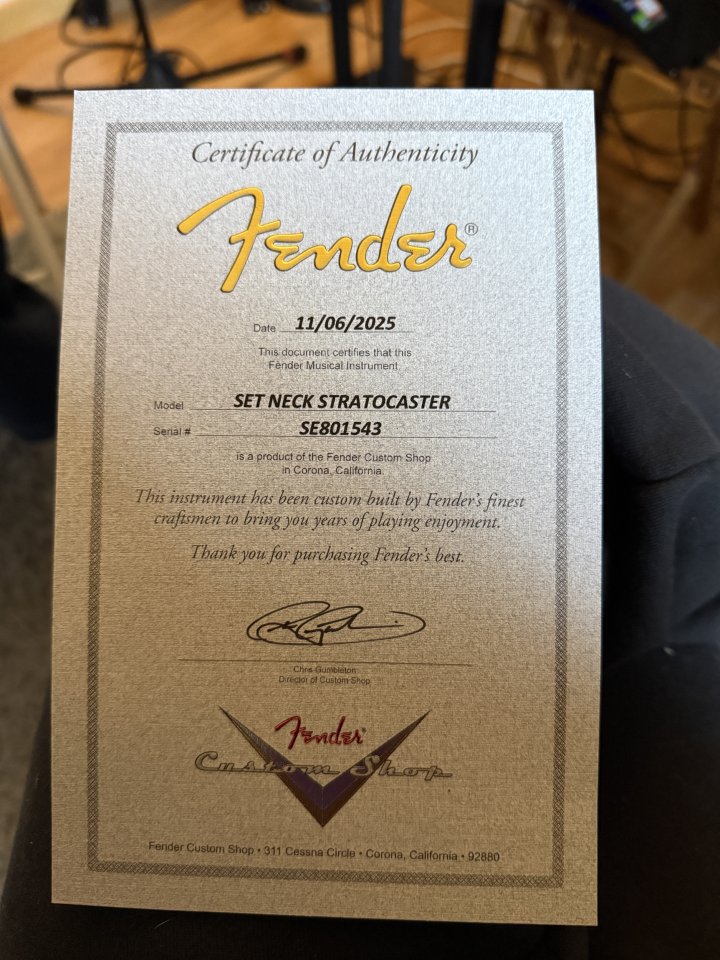 Certificate of Authenticity
Fender®
Date 11/06/2025
This document certifies that this
Fender Musical Instrument
Model SET NECK STRATOCASTER
Serial # SE801543
is a product of the Fender Custom Shop
in Corona, California.
This instrument has been custom built by Fender's finest
craftsmen to bring you years of playing enjoyment.
Thank you for purchasing Fender's best.
Chris Gumbleton
Director of Custom Shop
Fender®
Custom Shop
Fender Custom Shop • 311 Cessna Circle • Corona, California • 92880